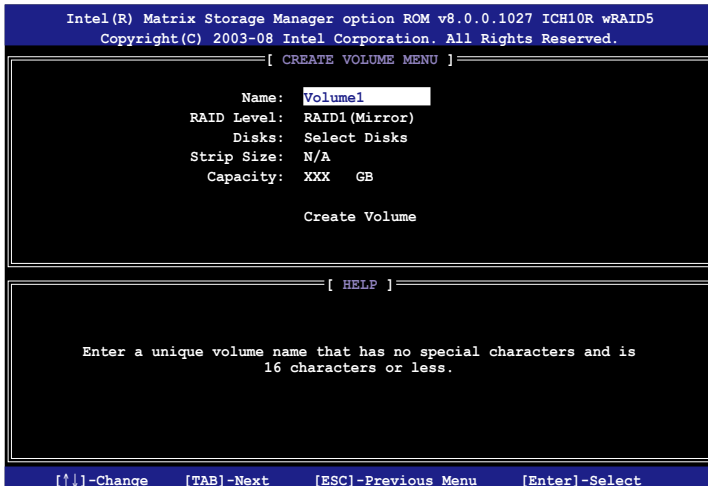 Intel(R) Matrix Storage Manager option ROM v8.0.0.1027 ICH10R wRAID5
Copyright(C) 2003-08 Intel Corporation. All Rights Reserved.
[ CREATE VOLUME MENU ]
Name: Volume1
RAID Level: RAID1(Mirror)
Disks: Select Disks
Strip Size: N/A
Capacity: XXX GB
Create Volume
[ HELP ]
Enter a unique volume name that has no special characters and is
16 characters or less.
[↑↓]-Change [TAB]-Next [ESC]-Previous Menu [Enter]-Select